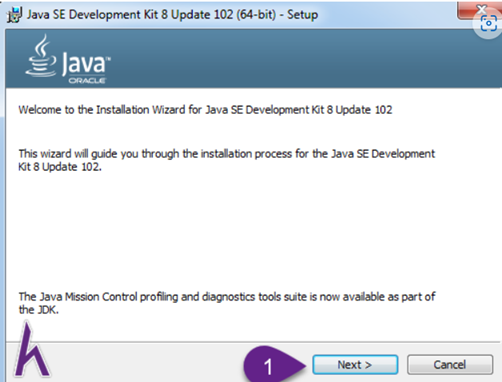 Java SE Development Kit 8 Update 102 (64-bit) - Setup
Java™
ORACLE
Welcome to the Installation Wizard for Java SE Development Kit 8 Update 102
This wizard will guide you through the installation process for the Java SE Development
Kit 8 Update 102.
The Java Mission Control profiling and diagnostics tools suite is now available as part of
the JDK.
h
1
Next >
Cancel